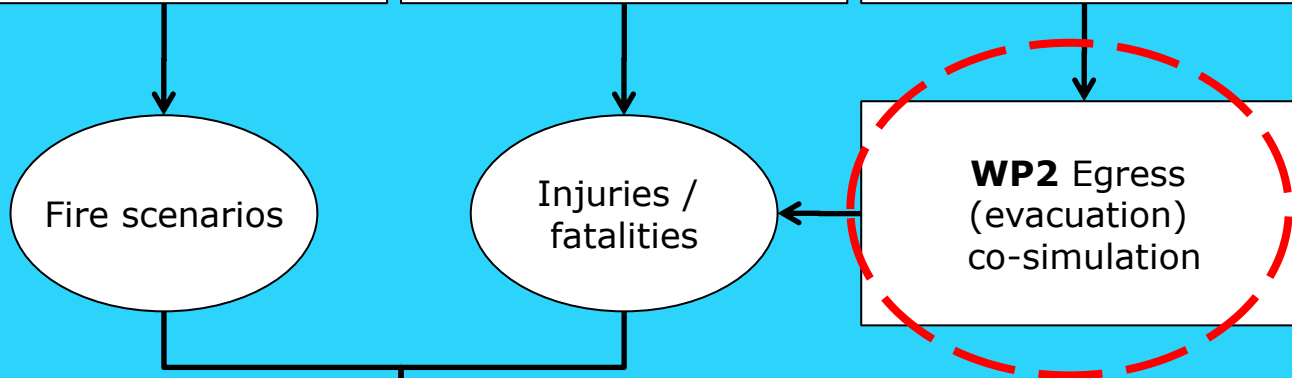 Fire scenarios
Injuries /
fatalities
WP2 Egress
(evacuation)
co-simulation